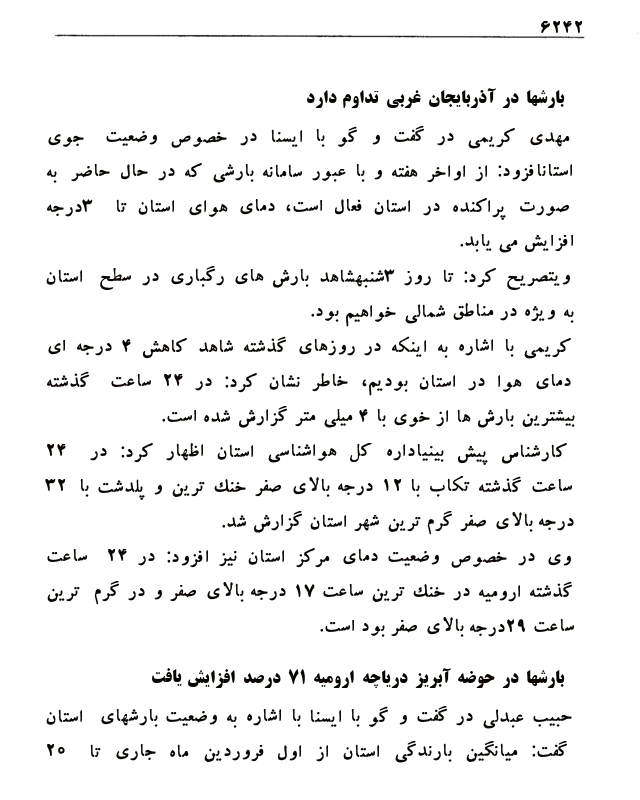 ۶۲۴۲
بارشها در آذربایجان غربی تداوم دارد
مهدی کریمی در گفت و گو با ایسنا در خصوص وضعیت جوی
استانافزود: از اواخر هفته و با عبور سامانه بارشی که در حال حاضر به
صورت پراکنده در استان فعال است، دمای هوای استان تا ۳درجه
افزایش می یابد.
ویتصریح کرد: تا روز ۳شنبهشاهد بارش های رگباری در سطح استان
به ویژه در مناطق شمالی خواهیم بود.
کریمی با اشاره به اینکه در روزهای گذشته شاهد کاهش ۴ درجه ای
دمای هوا در استان بودیم، خاطر نشان کرد: در ۲۴ ساعت گذشته
بیشترین بارش ها از خوی با ۴ میلی متر گزارش شده است.
کارشناس پیش بینیاداره کل هواشناسی استان اظهار کرد: در ۲۴
ساعت گذشته تکاب با ۱۲ درجه بالای صفر خنك ترین و پلدشت با ۳۲
درجه بالای صفر گرم ترین شهر استان گزارش شد.
وی در خصوص وضعیت دمای مرکز استان نیز افزود: در ۲۴ ساعت
گذشته ارومیه در خنك ترین ساعت ۱۷ درجه بالای صفر و در گرم ترین
ساعت ۲۹درجه بالای صفر بود است.
بارشها در حوضه آبریز دریاچه ارومیه ۷۱ درصد افزایش یافت
حبیب عبدلی در گفت و گو با ایسنا با اشاره به وضعیت بارشهای استان
گفت: میانگین بارندگی استان از اول فروردین ماه جاری تا ۲۰